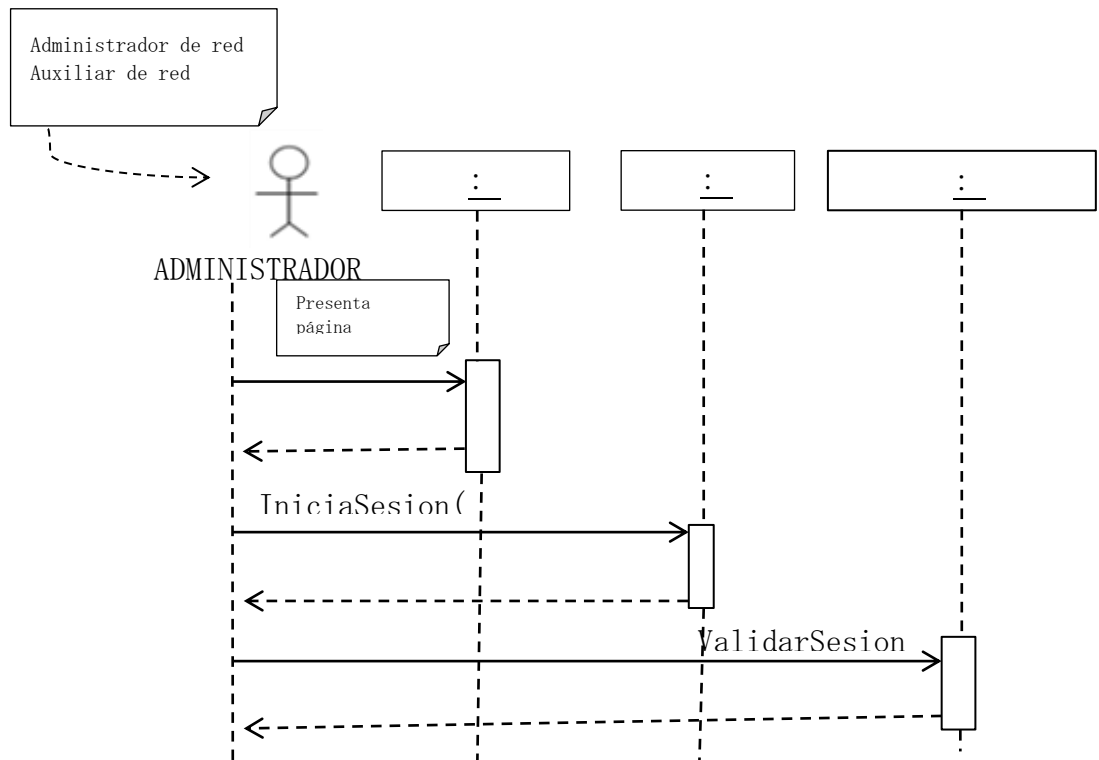 Administrador de red
Auxiliar de red
:
:
:
ADMINISTRADOR
Presenta
página
IniciaSesion(
ValidarSesion